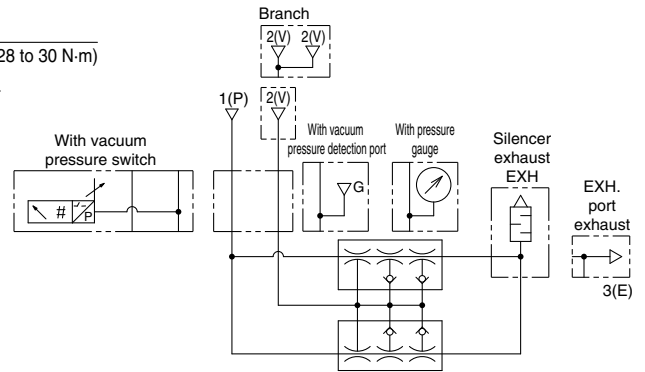 Branch
28 to 30 N·m)
2(V) 2(V)
1(P)
2(V)
With vacuum
pressure switch
With vacuum
pressure detection port
With pressure
gauge
Silencer
exhaust
EXH
EXH.
port
exhaust
G
#
P
3(E)